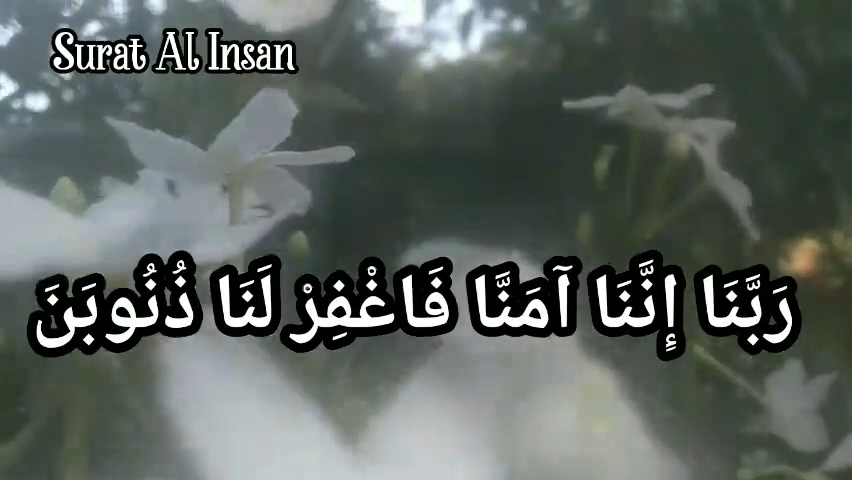 Surat Al Insan
رَبَّنَا إِنَّنَا آمَنَّا فَاغْفِرْ لَنَا ذُنُوبَنَ